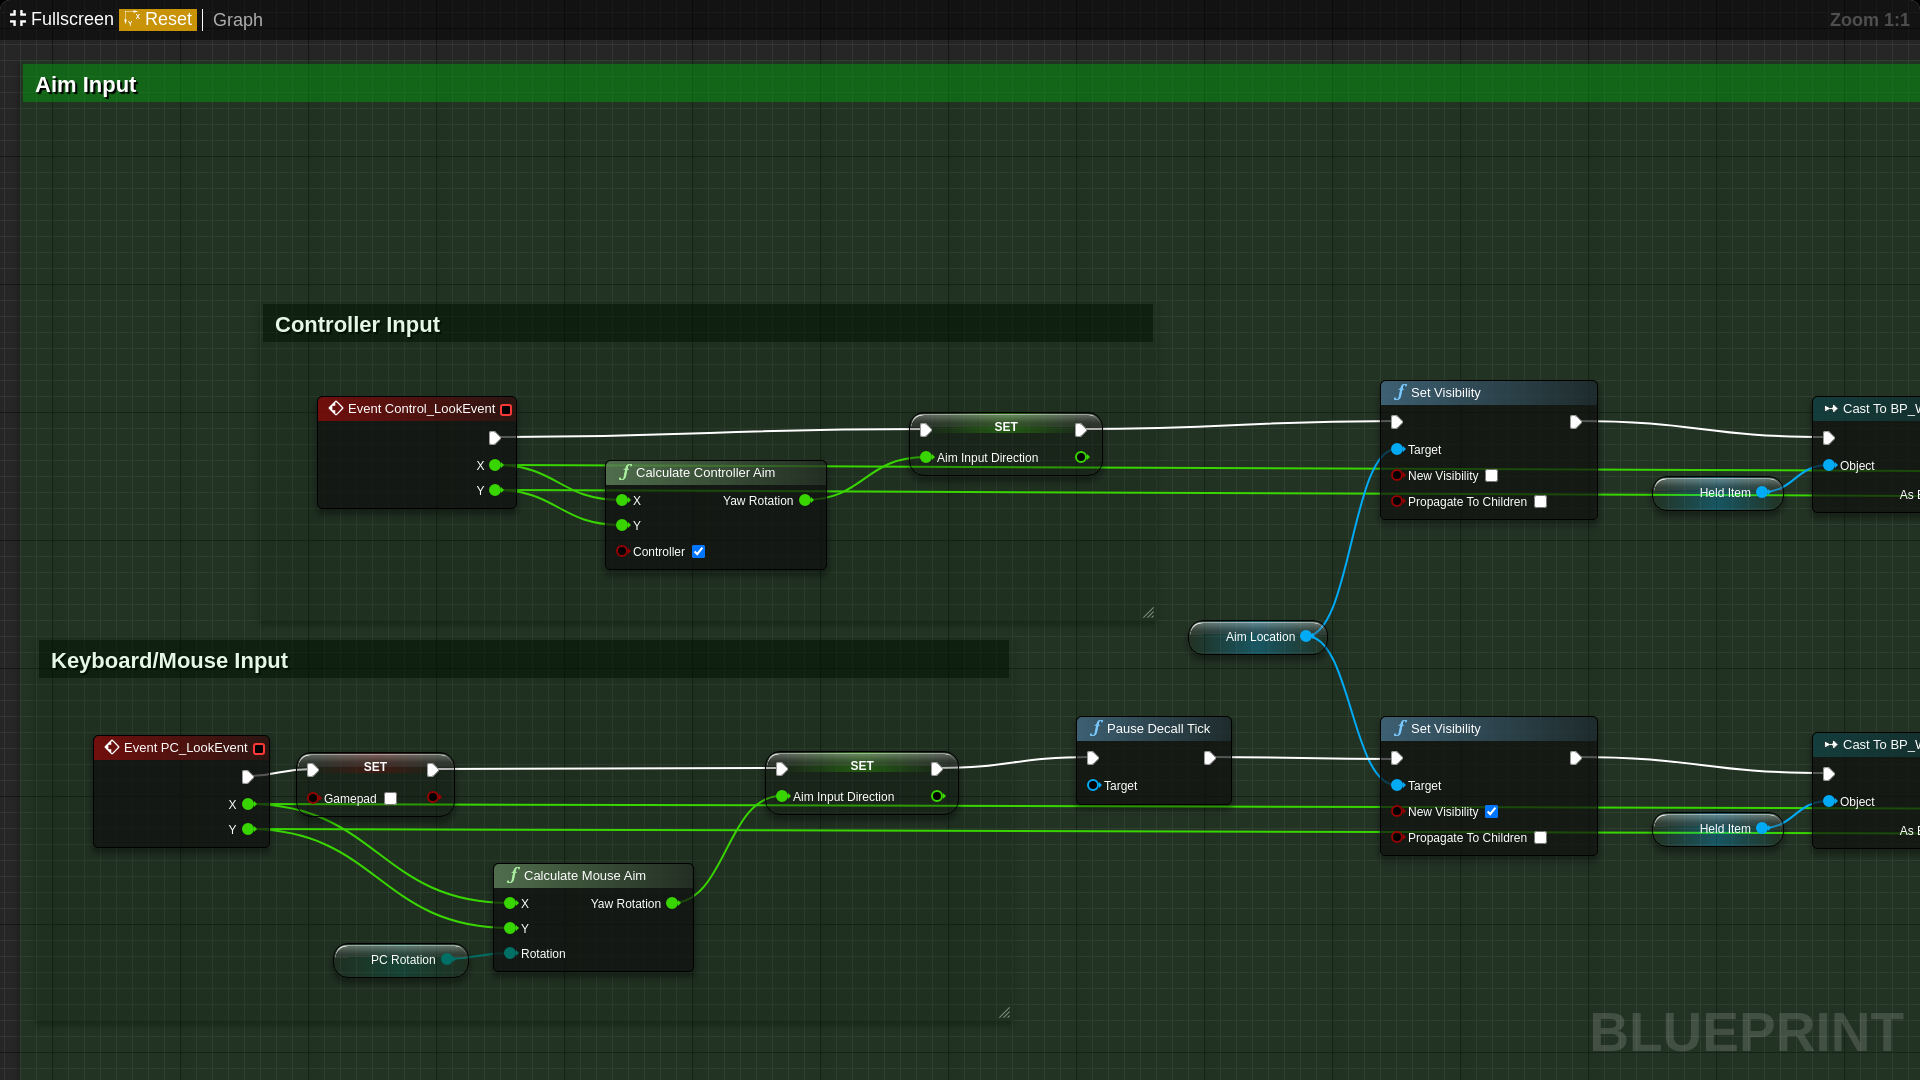 Fullscreen Reset Graph Zoom 1:1
Aim Input
Controller Input
Event Control_LookEvent
X
Y
Calculate Controller Aim
X Yaw Rotation
Y
Controller
SET
Aim Input Direction
Set Visibility
Target
New Visibility
Propagate To Children
Held Item
Cast To BP_W
Object
As B
Aim Location
Keyboard/Mouse Input
Event PC_LookEvent
X
Y
SET
Gamepad
SET
Aim Input Direction
Calculate Mouse Aim
X Yaw Rotation
Y
Rotation
PC Rotation
Pause Decall Tick
Target
Set Visibility
Target
New Visibility
Propagate To Children
Held Item
Cast To BP_W
Object
As B
BLUEPRINT